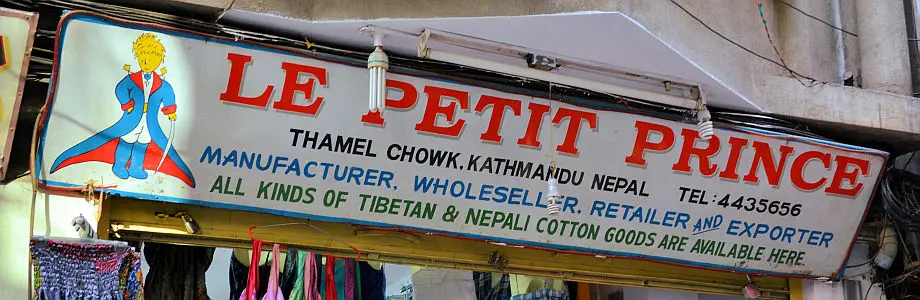 LE PETIT PRINCE
THAMEL CHOWK, KATHMANDU NEPAL TEL: 4435656
MANUFACTURER, WHOLESELLER, RETAILER AND EXPORTER
ALL KINDS OF TIBETAN & NEPALI COTTON GOODS ARE AVAILABLE HERE.